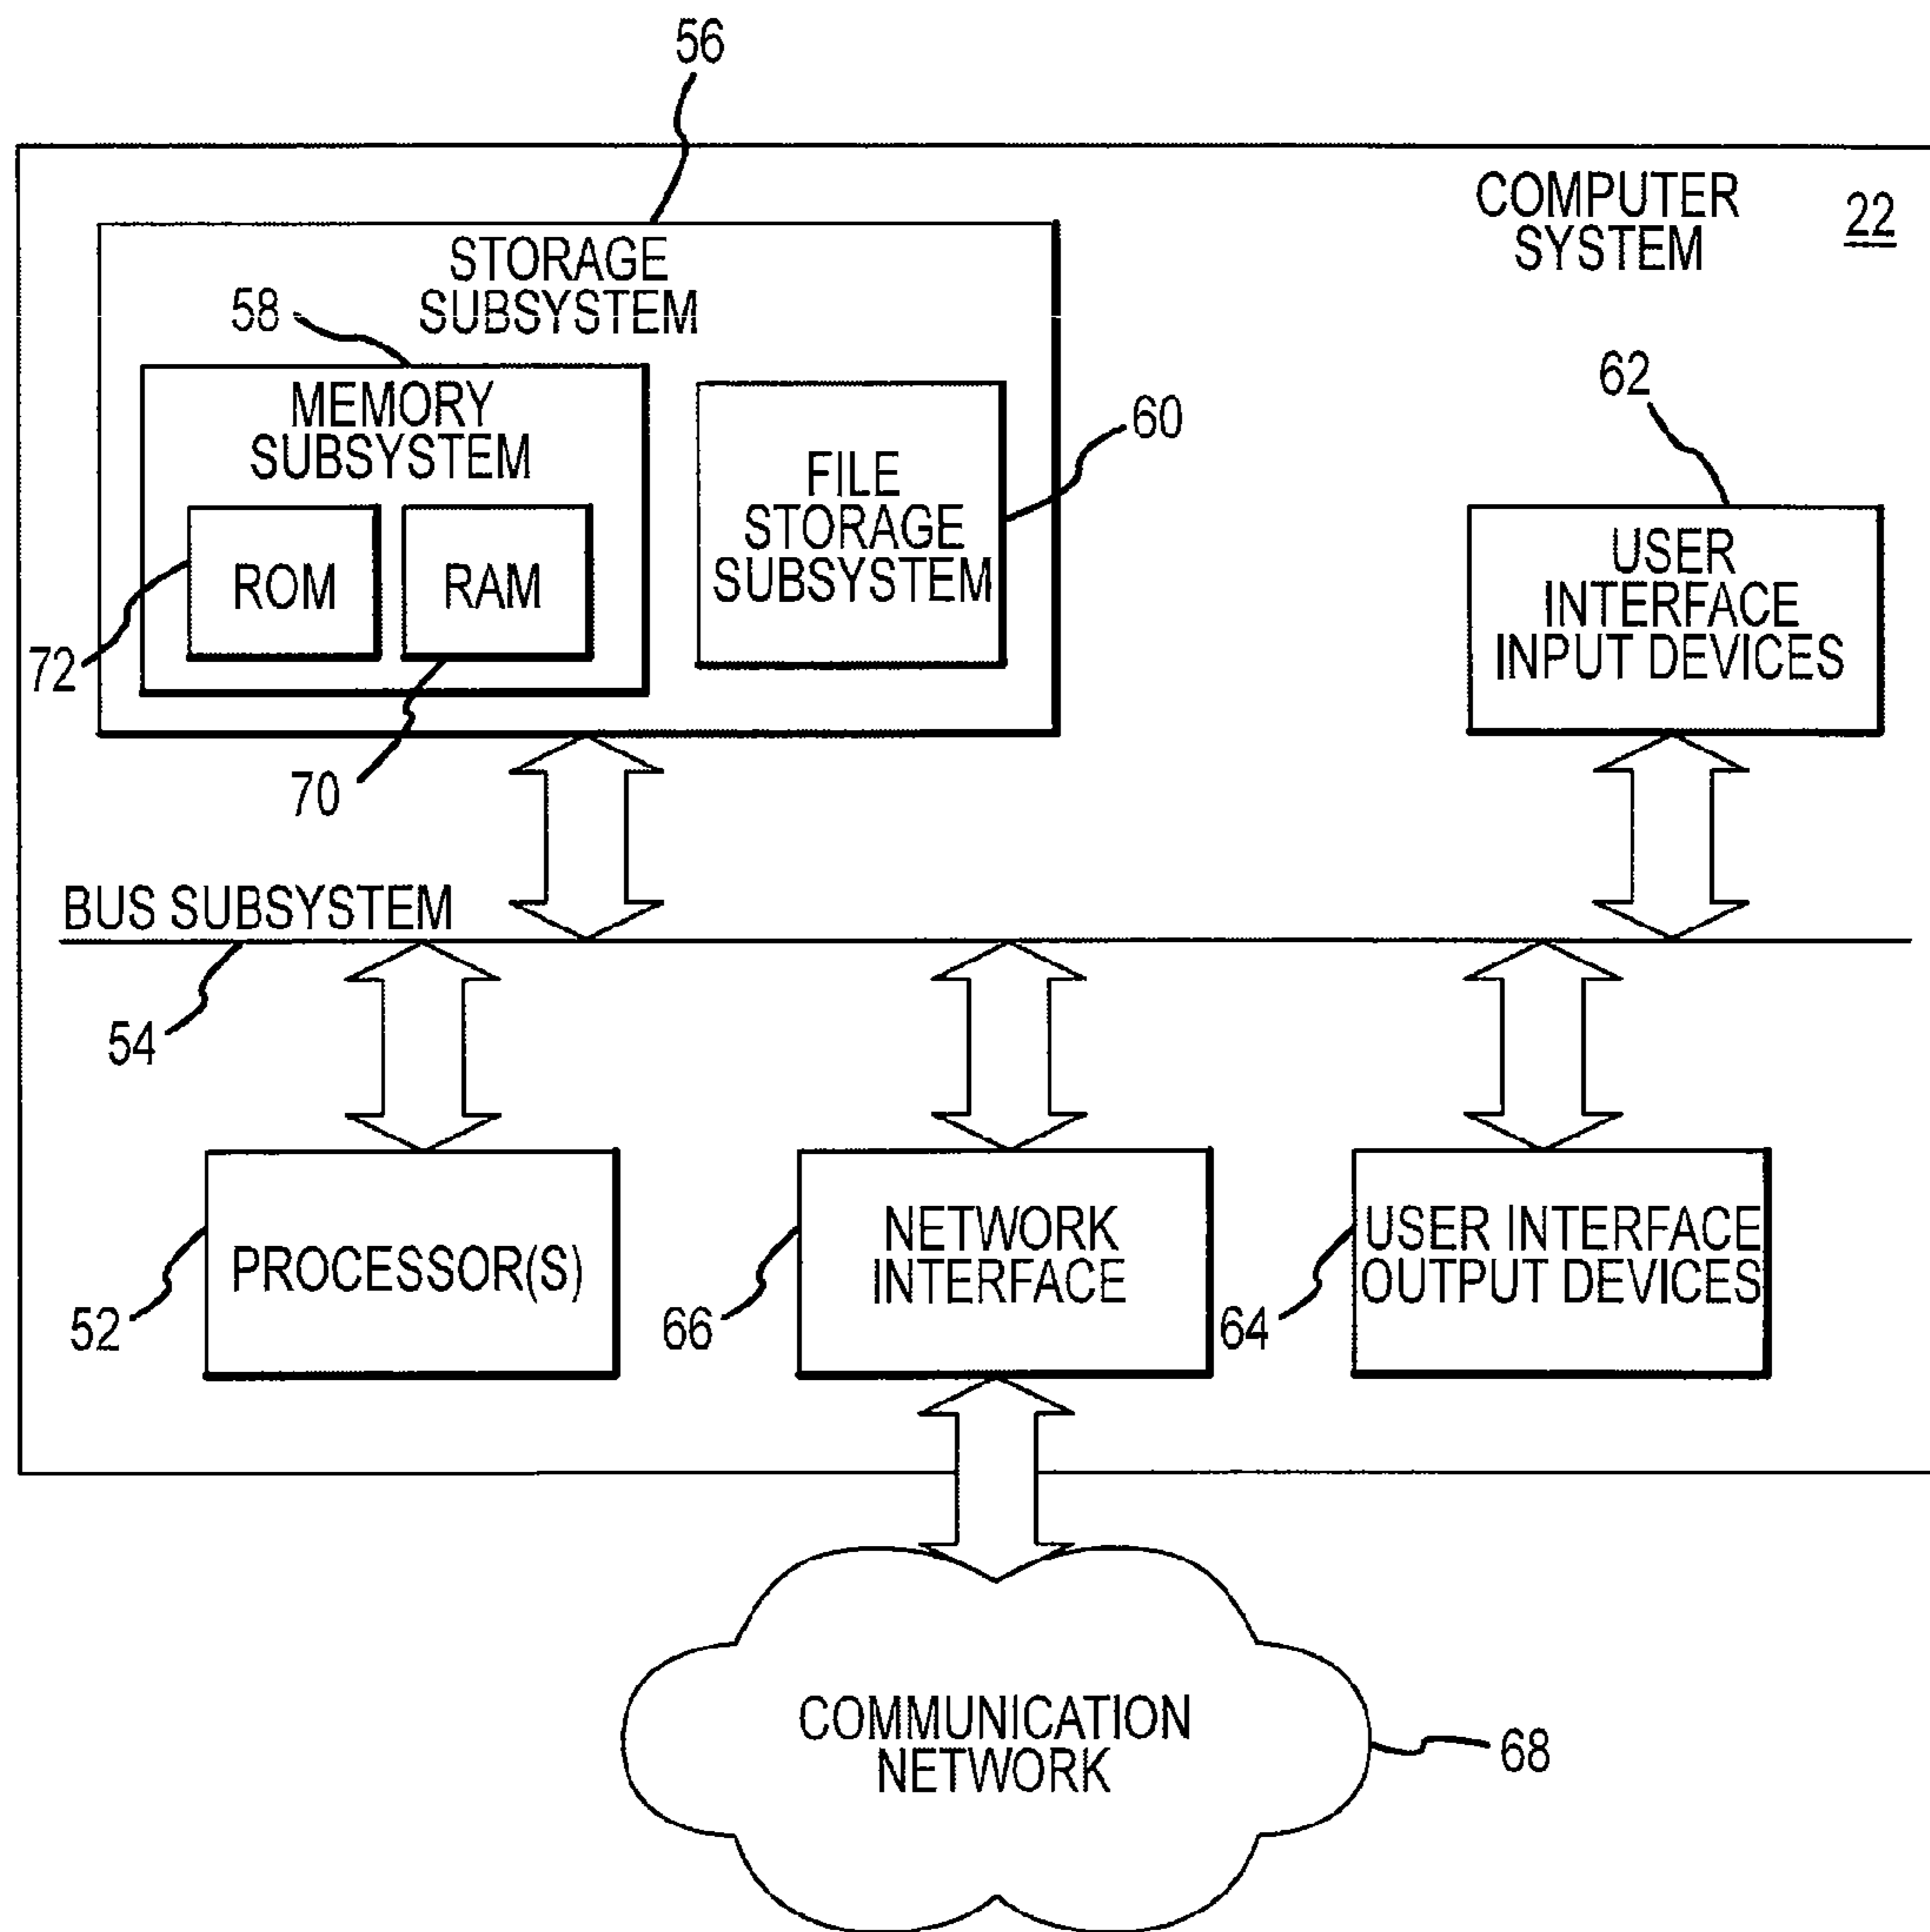 56
COMPUTER
SYSTEM
22
STORAGE
SUBSYSTEM
58
MEMORY
SUBSYSTEM
ROM
RAM
72
70
FILE
STORAGE
SUBSYSTEM
60
62
USER
INTERFACE
INPUT DEVICES
BUS SUBSYSTEM
54
PROCESSOR(S)
52
NETWORK
INTERFACE
66
USER INTERFACE
OUTPUT DEVICES
64
COMMUNICATION
NETWORK
68